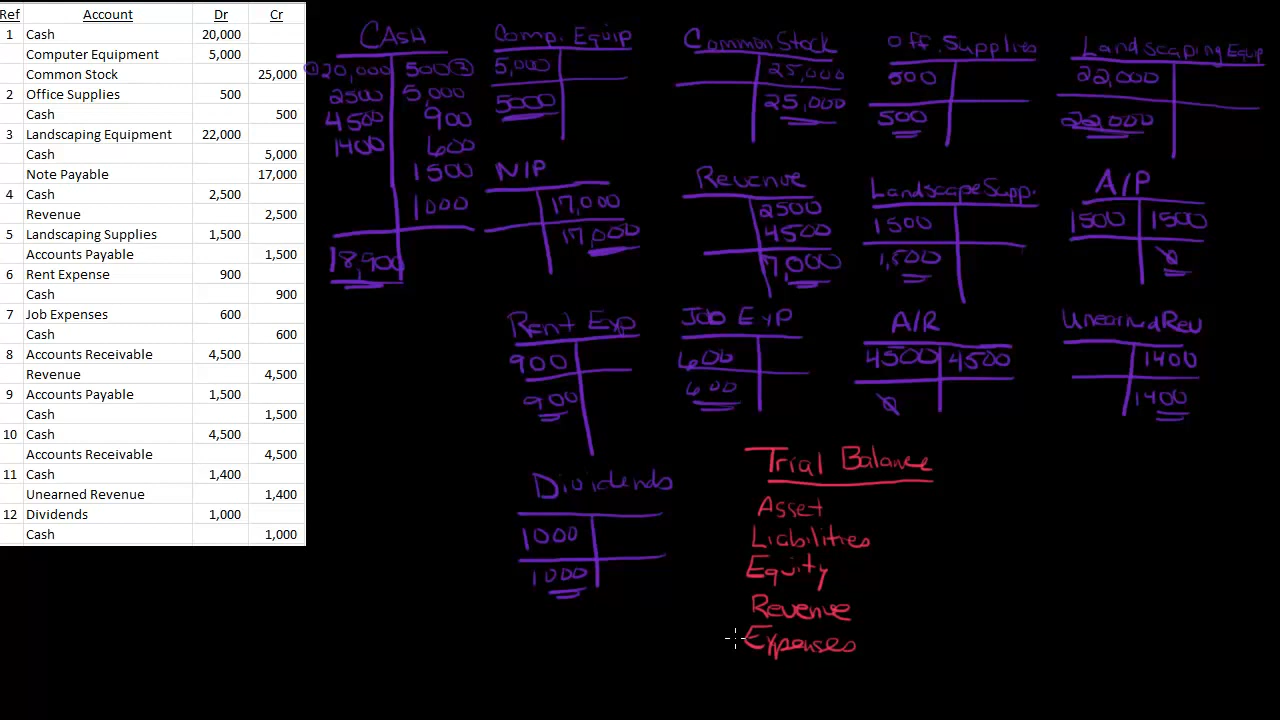 Ref Account Dr Cr
1 Cash 20,000
Computer Equipment 5,000
Common Stock 25,000
2 Office Supplies 500
Cash 500
3 Landscaping Equipment 22,000
Cash 5,000
Note Payable 17,000
4 Cash 2,500
Revenue 2,500
5 Landscaping Supplies 1,500
Accounts Payable 1,500
6 Rent Expense 900
Cash 900
7 Job Expenses 600
Cash 600
8 Accounts Receivable 4,500
Revenue 4,500
9 Accounts Payable 1,500
Cash 1,500
10 Cash 4,500
Accounts Receivable 4,500
11 Cash 1,400
Unearned Revenue 1,400
12 Dividends 1,000
Cash 1,000
CASH
① 20,000 500 ②
2500 5,000
4500 900
1400 600
1500
1000
18,900
Comp. Equip
5,000
5000
Common Stock
25,000
25,000
Off. Supplies
500
500
Landscaping Equip
22,000
22,000
N/P
17,000
17,000
Revenue
2500
4500
7,000
Landscape Supp.
1500
1,500
A/P
1500 1500
0
Rent Exp
900
900
Job Exp
600
600
A/R
4500 4500
0
Unearned Rev
1400
1400
Dividends
1000
1000
Trial Balance
Asset
Liabilities
Equity
Revenue
Expenses